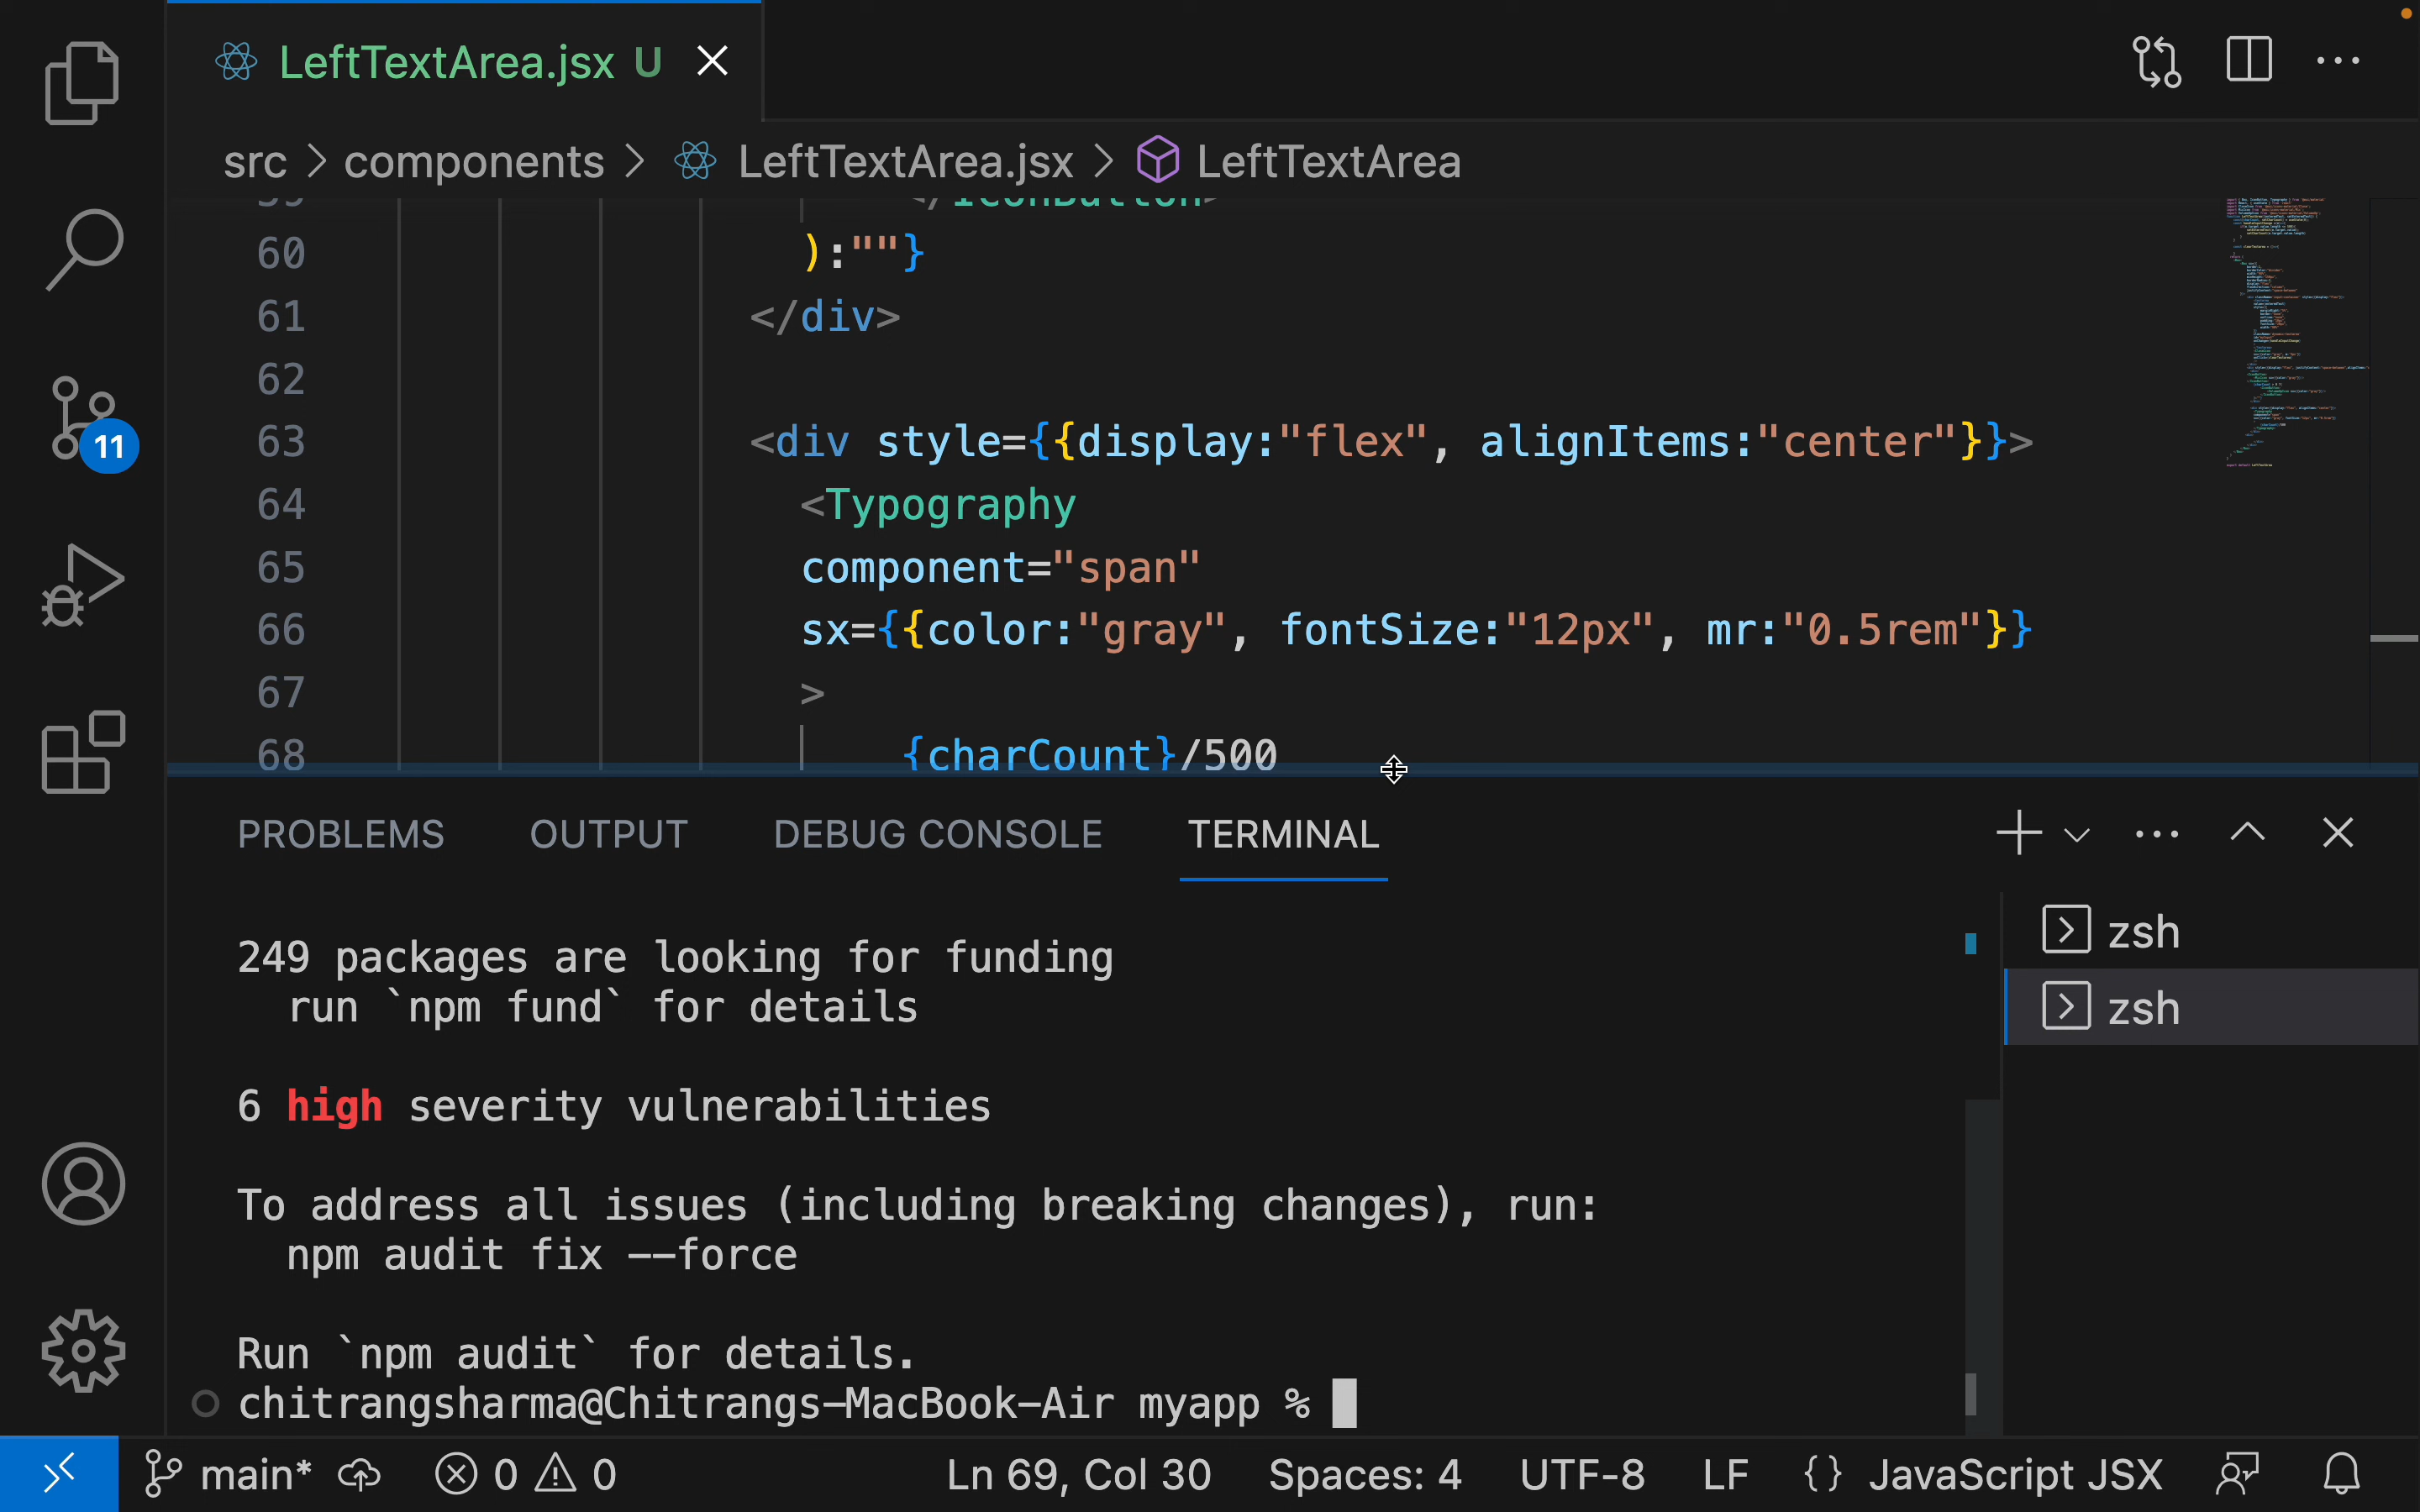 LeftTextArea.jsx U
src > components > LeftTextArea.jsx > LeftTextArea
59 </IconButton>
60 ):""}
61 </div>
62
63 <div style={{display:"flex", alignItems:"center"}}>
64 <Typography
65 component="span"
66 sx={{color:"gray", fontSize:"12px", mr:"0.5rem"}}
67 >
68 {charCount}/500
11
PROBLEMS OUTPUT DEBUG CONSOLE TERMINAL
249 packages are looking for funding
run `npm fund` for details
6 high severity vulnerabilities
To address all issues (including breaking changes), run:
npm audit fix --force
Run `npm audit` for details.
chitrangsharma@Chitrangs-MacBook-Air myapp %
zsh
zsh
main* 0 0 Ln 69, Col 30 Spaces: 4 UTF-8 LF {} JavaScript JSX